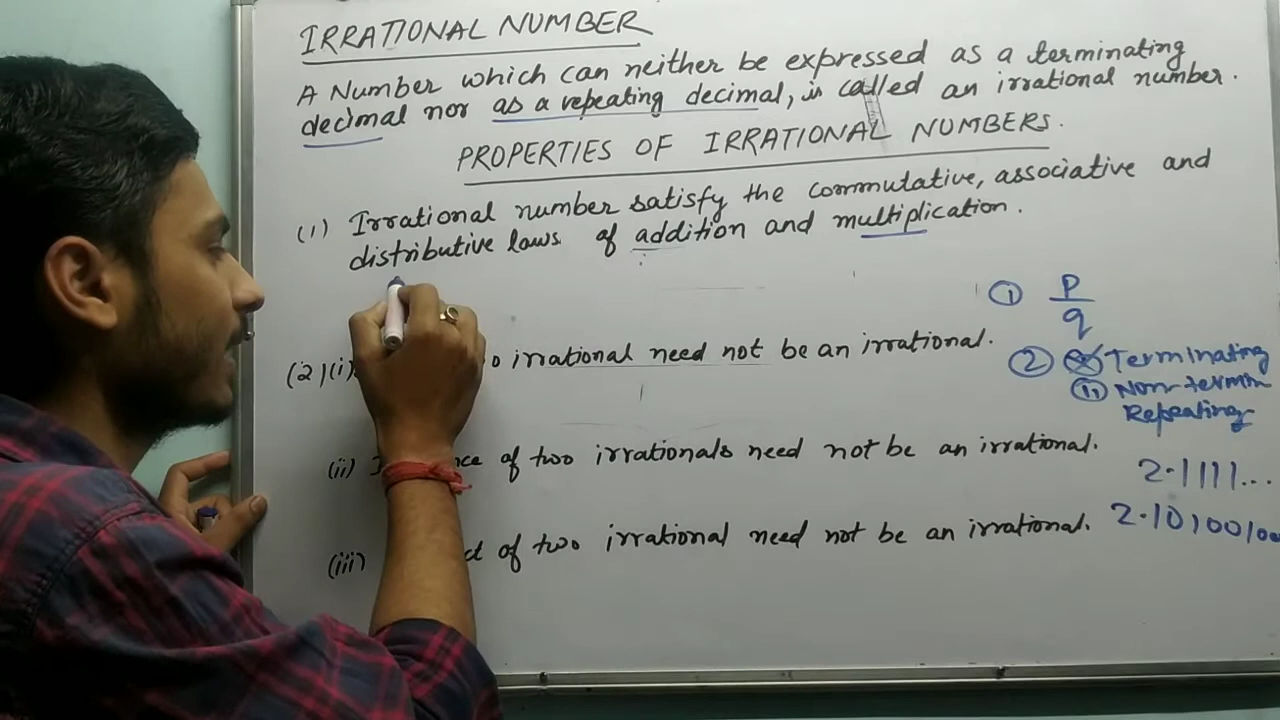 IRRATIONAL NUMBER
A Number which can neither be expressed as a terminating
decimal nor as a repeating decimal, is called an irrational number.
PROPERTIES OF IRRATIONAL NUMBERS.
(1) Irrational number satisfy the commutative, associative and
distributive laws of addition and multiplication.
(2)(i) irrational need not be an irrational.
(ii) of two irrationals need not be an irrational.
(iii) of two irrational need not be an irrational.
① P
q
② Terminating
(ii) Non-termin
Repeating
2.1111...
2.1010010